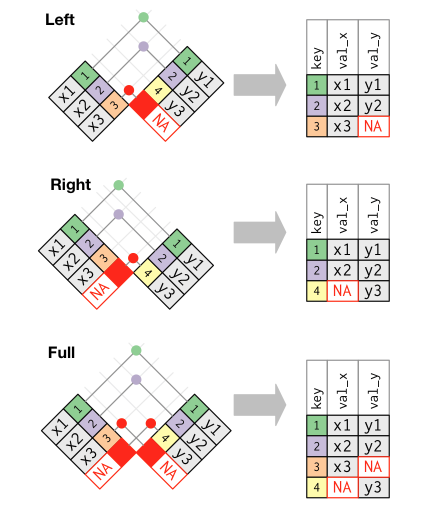 Left
1 2 3
x1 x2 x3
1 2 4
y1 y2 y3
NA
key val_x val_y
1 x1 y1
2 x2 y2
3 x3 NA
Right
1 2 3
x1 x2 x3
NA
1 2 4
y1 y2 y3
key val_x val_y
1 x1 y1
2 x2 y2
4 NA y3
Full
1 2 3
x1 x2 x3
NA
1 2 4
y1 y2 y3
NA
key val_x val_y
1 x1 y1
2 x2 y2
3 x3 NA
4 NA y3